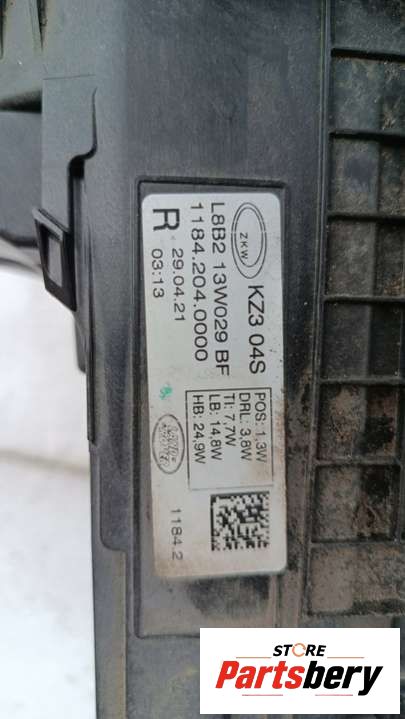 ZKW
KZ3 04S
L8B2 13W029 BF
1184.204.0000
R 29.04.21
03:13
POS: 1,3W
DRL: 3,8W
TI: 7,7W
LB: 14,8W
HB: 24,9W
1184.2
STORE
Partsbery